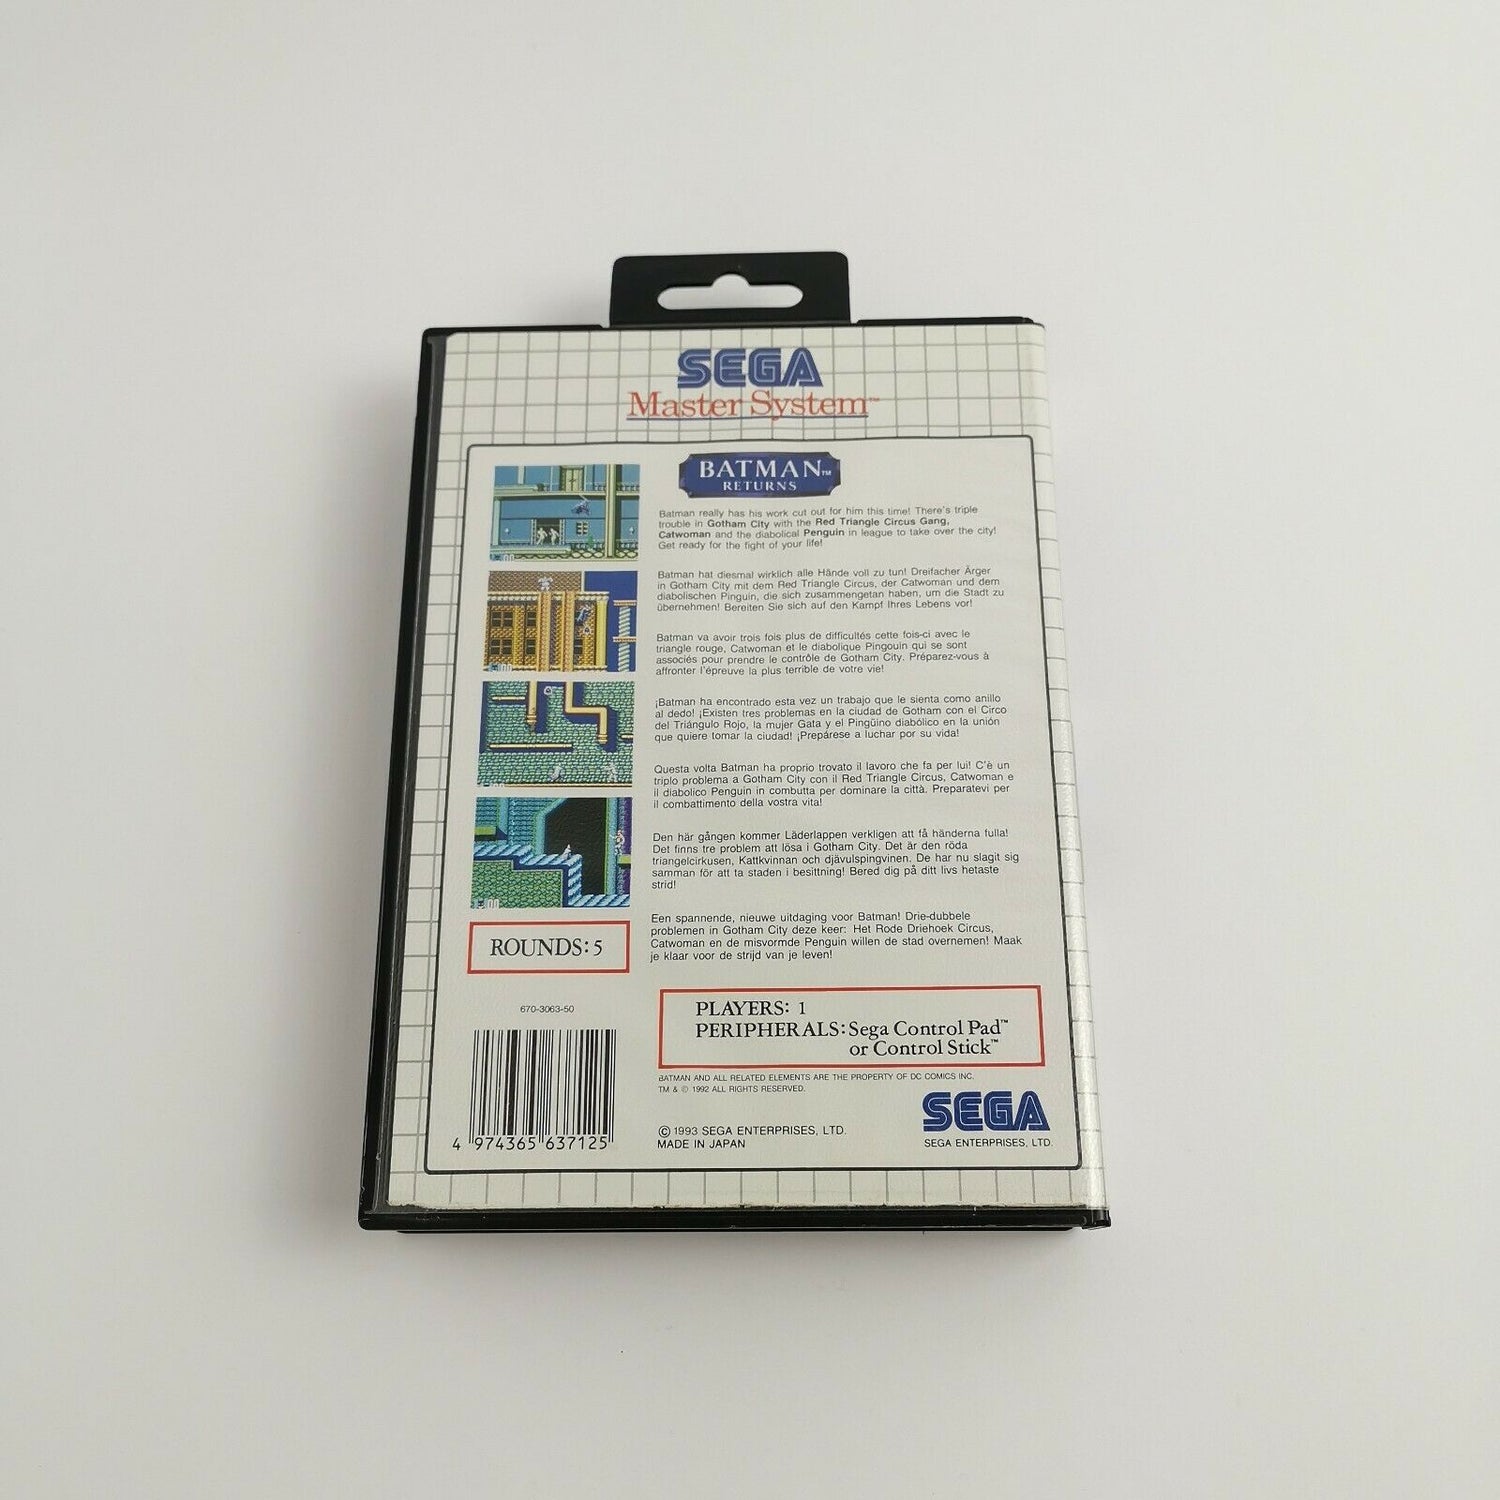 SEGA
Master System™
BATMAN™
RETURNS
Batman really has his work cut out for him this time! There's triple
trouble in Gotham City with the Red Triangle Circus Gang,
Catwoman and the diabolical Penguin in league to take over the city!
Get ready for the fight of your life!
Batman hat diesmal wirklich alle Hände voll zu tun! Dreifacher Ärger
in Gotham City mit dem Red Triangle Circus, der Catwoman und dem
diabolischen Pinguin, die sich zusammengetan haben, um die Stadt zu
übernehmen! Bereiten Sie sich auf den Kampf Ihres Lebens vor!
Batman va avoir trois fois plus de difficultés cette fois-ci avec le
triangle rouge, Catwoman et le diabolique Pingouin qui se sont
associés pour prendre le contrôle de Gotham City. Préparez-vous à
affronter l'épreuve la plus terrible de votre vie!
¡Batman ha encontrado esta vez un trabajo que le sienta como anillo
al dedo! ¡Existen tres problemas en la ciudad de Gotham con el Circo
del Triángulo Rojo, la mujer Gata y el Pingüino diabólico en la unión
que quiere tomar la ciudad! ¡Prepárese a luchar por su vida!
Questa volta Batman ha proprio trovato il lavoro che fa per lui! C'è un
triplo problema a Gotham City con il Red Triangle Circus, Catwoman e
il diabolico Penguin in combutta per dominare la città. Preparatevi per
il combattimento della vostra vita!
Den här gången kommer Läderlappen verkligen att få händerna fulla!
Det finns tre problem att lösa i Gotham City. Det är den röda
triangelcirkusen, Kattkvinnan och djävulspingvinen. De har nu slagit sig
samman för att ta staden i besittning! Bered dig på ditt livs hetaste
strid!
Een spannende, nieuwe uitdaging voor Batman! Drie-dubbele
problemen in Gotham City deze keer: Het Rode Driehoek Circus,
Catwoman en de misvormde Penguin willen de stad overnemen! Maak
je klaar voor de strijd van je leven!
ROUNDS: 5
670-3063-50
4 974365 637125
PLAYERS: 1
PERIPHERALS: Sega Control Pad™
or Control Stick™
BATMAN AND ALL RELATED ELEMENTS ARE THE PROPERTY OF DC COMICS INC.
TM & © 1992 ALL RIGHTS RESERVED.
© 1993 SEGA ENTERPRISES, LTD.
MADE IN JAPAN
SEGA
SEGA ENTERPRISES, LTD.